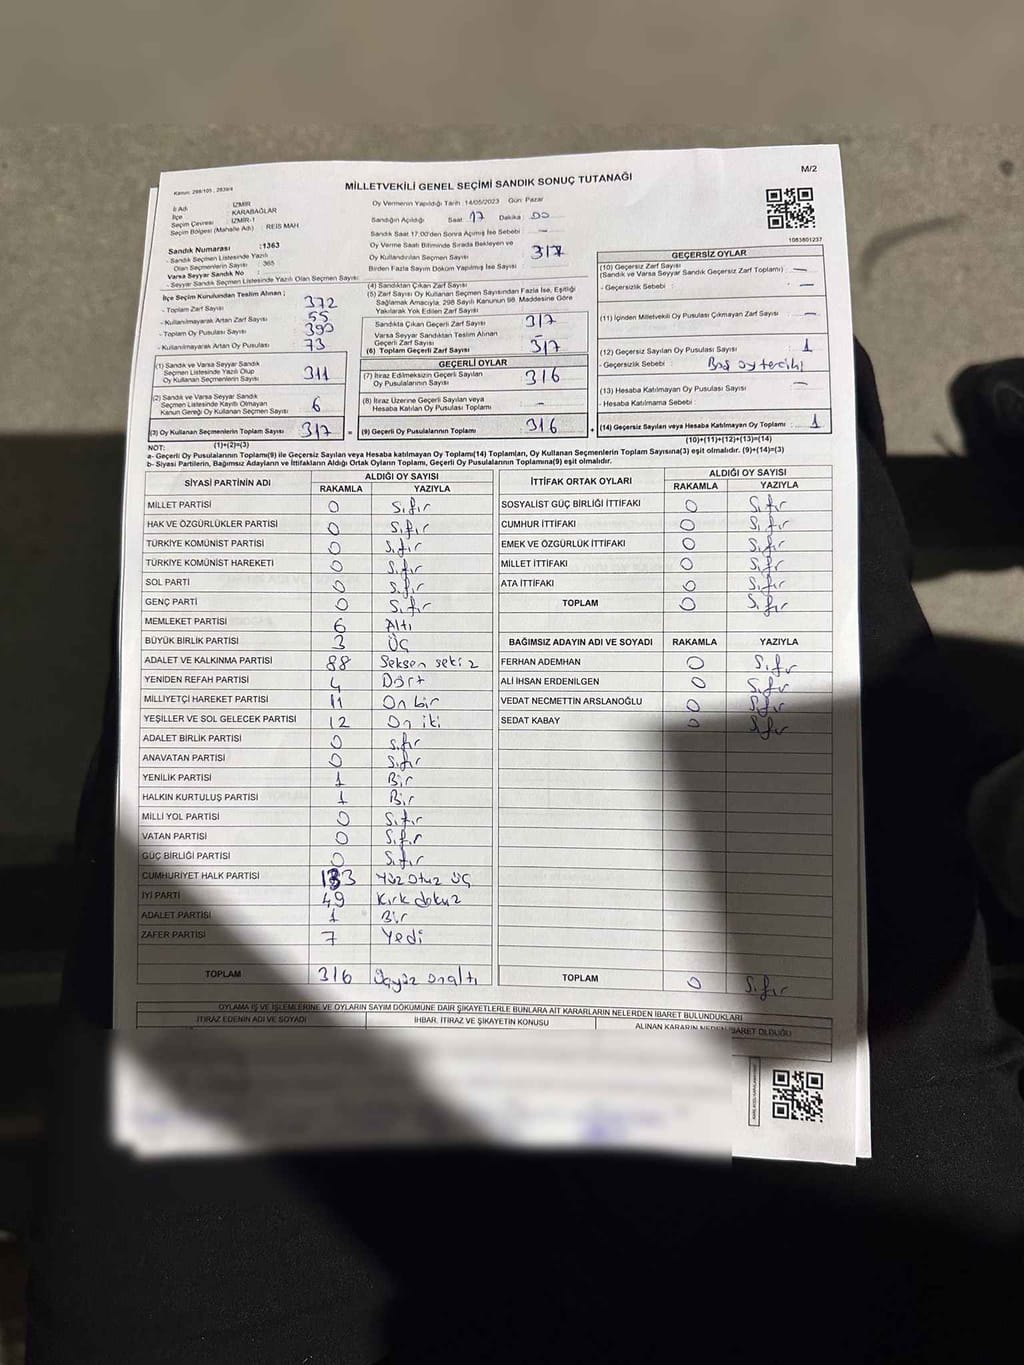 M/2
Kanun: 298/105, 2839/4
MİLLETVEKİLİ GENEL SEÇİMİ SANDIK SONUÇ TUTANAĞI
İl Adı : İZMİR
İlçe : KARABAĞLAR
Seçim Çevresi : İZMİR-1
Seçim Bölgesi (Mahalle Adı) : REIS MAH
Sandık Numarası :1363
- Sandık Seçmen Listesinde Yazılı
Olan Seçmenlerin Sayısı : 365
Varsa Seyyar Sandık No :
- Seyyar Sandık Seçmen Listesinde Yazılı Olan Seçmen Sayısı:
Oy Vermenin Yapıldığı Tarih 14/05/2023 Gün Pazar
Sandığın Açıldığı Saat 17 Dakika 00
Sandık Saat 17.00'den Sonra Açılmış İse Sebebi : —
Oy Verme Saati Bitiminde Sırada Bekleyen ve
Oy Kullandırılan Seçmen Sayısı : 317
Birden Fazla Sayım Döküm Yapılmış İse Sayısı :
1083801237
İlçe Seçim Kurulundan Teslim Alınan ;
- Toplam Zarf Sayısı : 372
- Kullanılmayarak Artan Zarf Sayısı : 55
- Toplam Oy Pusulası Sayısı : 390
- Kullanılmayarak Artan Oy Pusulası : 73
(1) Sandık ve Varsa Seyyar Sandık
Seçmen Listesinde Yazılı Olup
Oy Kullanan Seçmenlerin Sayısı : 311
(2) Sandık ve Varsa Seyyar Sandık
Seçmen Listesinde Kayıtlı Olmayan
Kanun Gereği Oy Kullanan Seçmen Sayısı : 6
(3) Oy Kullanan Seçmenlerin Toplam Sayısı : 317
(1)+(2)=(3)
(4) Sandıktan Çıkan Zarf Sayısı :
(5) Zarf Sayısı Oy Kullanan Seçmen Sayısından Fazla İse, Eşitliği
Sağlamak Amacıyla, 298 Sayılı Kanunun 98. Maddesine Göre
Yakılarak Yok Edilen Zarf Sayısı :
Sandıkta Çıkan Geçerli Zarf Sayısı : 317
Varsa Seyyar Sandıktan Teslim Alınan
Geçerli Zarf Sayısı : -
(6) Toplam Geçerli Zarf Sayısı : 317
GEÇERLİ OYLAR
(7) İtiraz Edilmeksizin Geçerli Sayılan
Oy Pusulalarının Sayısı : 316
(8) İtiraz Üzerine Geçerli Sayılan veya
Hesaba Katılan Oy Pusulası Toplamı : -
= (9) Geçerli Oy Pusulalarının Toplamı : 316
GEÇERSİZ OYLAR
(10) Geçersiz Zarf Sayısı
(Sandık ve Varsa Seyyar Sandık Geçersiz Zarf Toplamı) : —
- Geçersizlik Sebebi : —
(11) İçinden Milletvekili Oy Pusulası Çıkmayan Zarf Sayısı : —
(12) Geçersiz Sayılan Oy Pusulası Sayısı : 1
- Geçersizlik Sebebi : Boş oy tercihi
(13) Hesaba Katılmayan Oy Pusulası Sayısı : —
- Hesaba Katılmama Sebebi :
+ (14) Geçersiz Sayılan veya Hesaba Katılmayan Oy Toplamı : 1
(10)+(11)+(12)+(13)=(14)
NOT:
a- Geçerli Oy Pusulasının Toplamı(9) ile Geçersiz Sayılan veya Hesaba katılmayan Oy Toplamı(14) Toplamları, Oy Kullanan Seçmenlerin Toplam Sayısına(3) eşit olmalıdır. (9)+(14)=(3)
b- Siyasi Partilerin, Bağımsız Adayların ve İttifakların Aldığı Ortak Oyların Toplamı, Geçerli Oy Pusulalarının Toplamına(9) eşit olmalıdır.
SİYASİ PARTİNİN ADI ALDIĞI OY SAYISI
RAKAMLA YAZIYLA
MİLLET PARTİSİ 0 Sıfır
HAK VE ÖZGÜRLÜKLER PARTİSİ 0 Sıfır
TÜRKİYE KOMÜNİST PARTİSİ 0 Sıfır
TÜRKİYE KOMÜNİST HAREKETİ 0 Sıfır
SOL PARTİ 0 Sıfır
GENÇ PARTİ 0 Sıfır
MEMLEKET PARTİSİ 6 Altı
BÜYÜK BİRLİK PARTİSİ 3 Üç
ADALET VE KALKINMA PARTİSİ 88 Seksen sekiz
YENİDEN REFAH PARTİSİ 4 Dört
MİLLİYETÇİ HAREKET PARTİSİ 11 On bir
YEŞİLLER VE SOL GELECEK PARTİSİ 12 On iki
ADALET BİRLİK PARTİSİ 0 Sıfır
ANAVATAN PARTİSİ 0 Sıfır
YENİLİK PARTİSİ 1 Bir
HALKIN KURTULUŞ PARTİSİ 1 Bir
MİLLİ YOL PARTİSİ 0 Sıfır
VATAN PARTİSİ 0 Sıfır
GÜÇ BİRLİĞİ PARTİSİ 0 Sıfır
CUMHURİYET HALK PARTİSİ 133 Yüz otuz üç
İYİ PARTİ 49 Kırk dokuz
ADALET PARTİSİ 1 Bir
ZAFER PARTİSİ 7 Yedi
TOPLAM 316 Üçyüz onaltı
İTTİFAK ORTAK OYLARI ALDIĞI OY SAYISI
RAKAMLA YAZIYLA
SOSYALİST GÜÇ BİRLİĞİ İTTİFAKI 0 Sıfır
CUMHUR İTTİFAKI 0 Sıfır
EMEK VE ÖZGÜRLÜK İTTİFAKI 0 Sıfır
MİLLET İTTİFAKI 0 Sıfır
ATA İTTİFAKI 0 Sıfır
TOPLAM 0 Sıfır
BAĞIMSIZ ADAYIN ADI VE SOYADI RAKAMLA YAZIYLA
FERHAN ADEMHAN 0 Sıfır
ALİ İHSAN ERDENİLGEN 0 Sıfır
VEDAT NECMETTİN ARSLANOĞLU 0 Sıfır
SEDAT KABAY 0 Sıfır
TOPLAM 0 Sıfır
OYLAMA İŞ VE İŞLEMLERİNE VE OYLARIN SAYIM DÖKÜMÜNE DAİR ŞİKAYETLERLE BUNLARA AİT KARARLARIN NELERDEN İBARET BULUNDUKLARI
İTİRAZ EDENİN ADI VE SOYADI İHBAR, İTİRAZ VE ŞİKAYETİN KONUSU ALINAN KARARIN NEDEN İBARET OLDUĞU